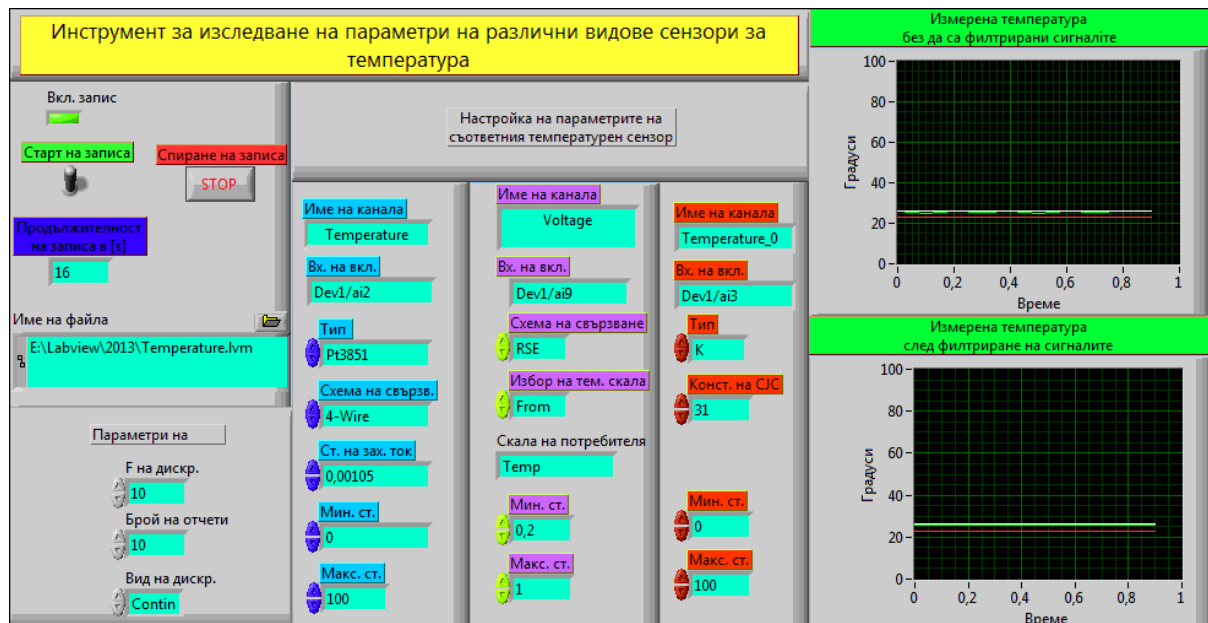 Инструмент за изследване на параметри на различни видове сензори за
температура
Вкл. запис
Старт на записа
Спиране на записа
STOP
Продължителност
на записа в [s]
16
Име на файла
E:\Labview\2013\Temperature.lvm
Параметри на
F на дискр.
10
Брой на отчети
10
Вид на дискр.
Contin
Настройка на параметрите на
съответния температурен сензор
Име на канала
Temperature
Вх. на вкл.
Dev1/ai2
Тип
Pt3851
Схема на свързв.
4-Wire
Ст. на зах. ток
0,00105
Мин. ст.
0
Макс. ст.
100
Име на канала
Voltage
Вх. на вкл.
Dev1/ai9
Схема на свързване
RSE
Избор на тем. скала
From
Скала на потребителя
Temp
Мин. ст.
0,2
Макс. ст.
1
Име на канала
Temperature_0
Вх. на вкл.
Dev1/ai3
Тип
K
Конст. на CJC
31
Мин. ст.
0
Макс. ст.
100
Измерена температура
без да са филтрирани сигналіте
Градуси
100
80
60
40
20
0
0 0,2 0,4 0,6 0,8 1
Време
Измерена температура
след филтриране на сигналите
Градуси
100
80
60
40
20
0
0 0,2 0,4 0,6 0,8 1
Време